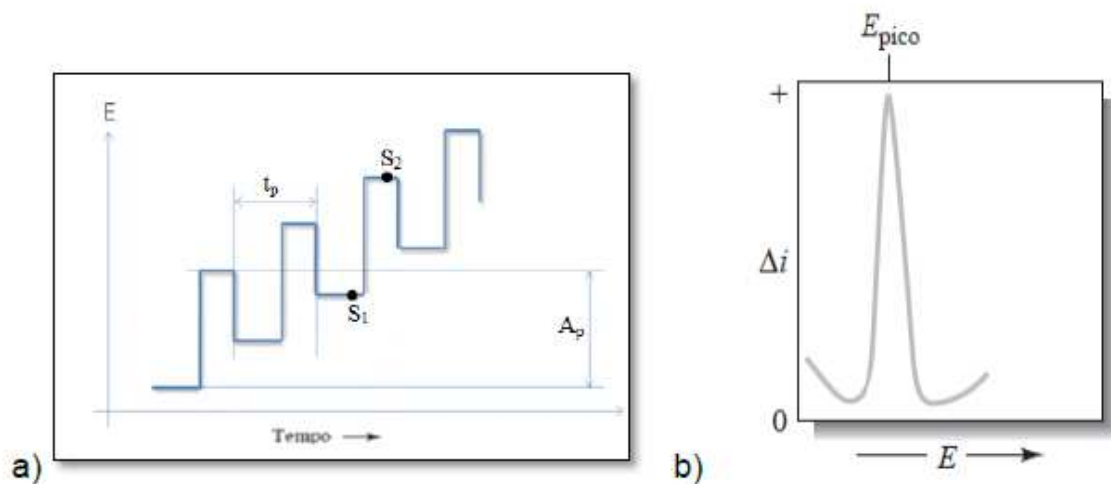 E
t_p
S_2
S_1
A_p
Tempo
a)
E_pico
+
Δi
0
E
b)